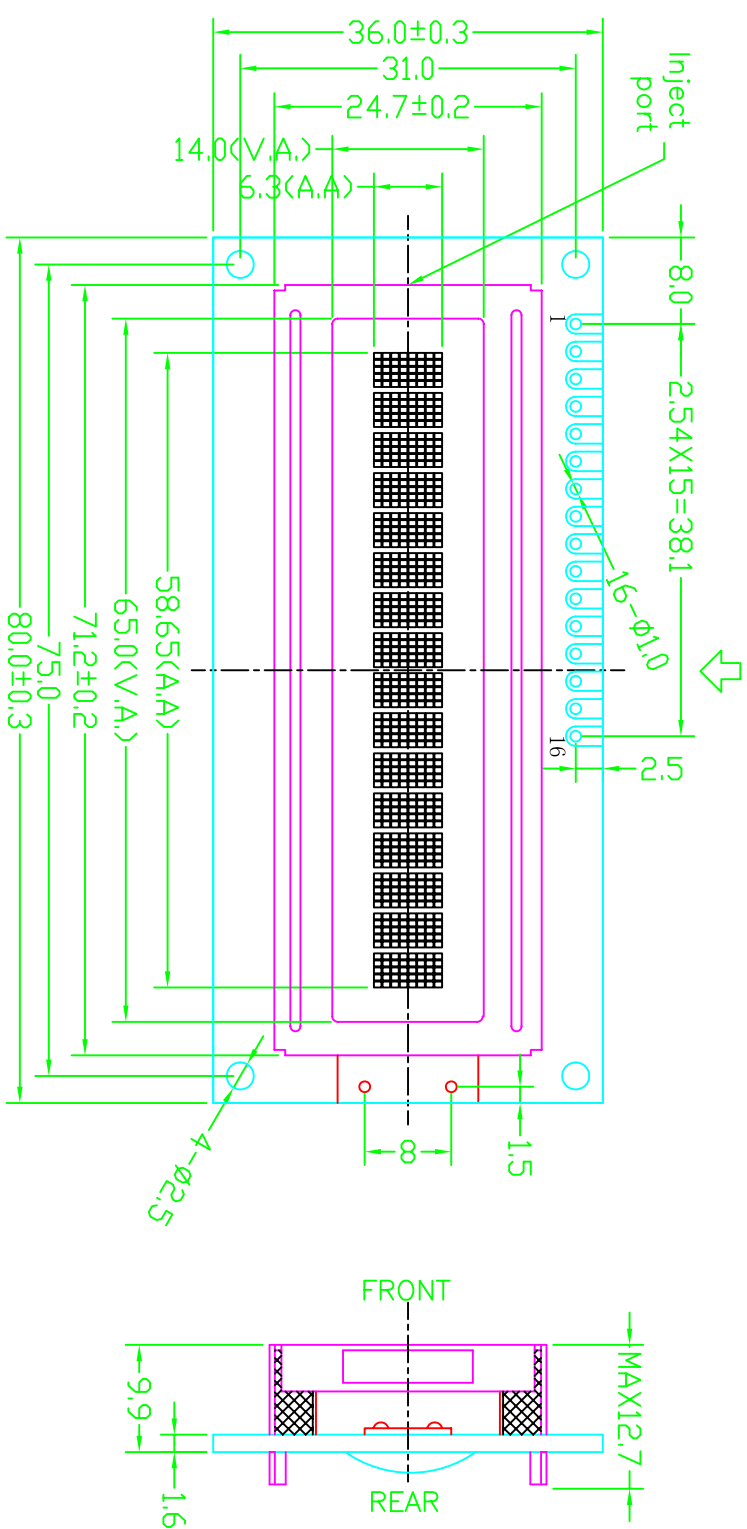 36.0±0.3
31.0
24.7±0.2
14.0(V.A.)
6.3(A.A)
Inject
port
8.0
2.54X15=38.1
16-Φ1.0
1
16
2.5
58.65(A.A)
65.0(V.A.)
71.2±0.2
75.0
80.0±0.3
4-Ø2.5
8
1.5
FRONT
REAR
9.9
1.6
MAX12.7